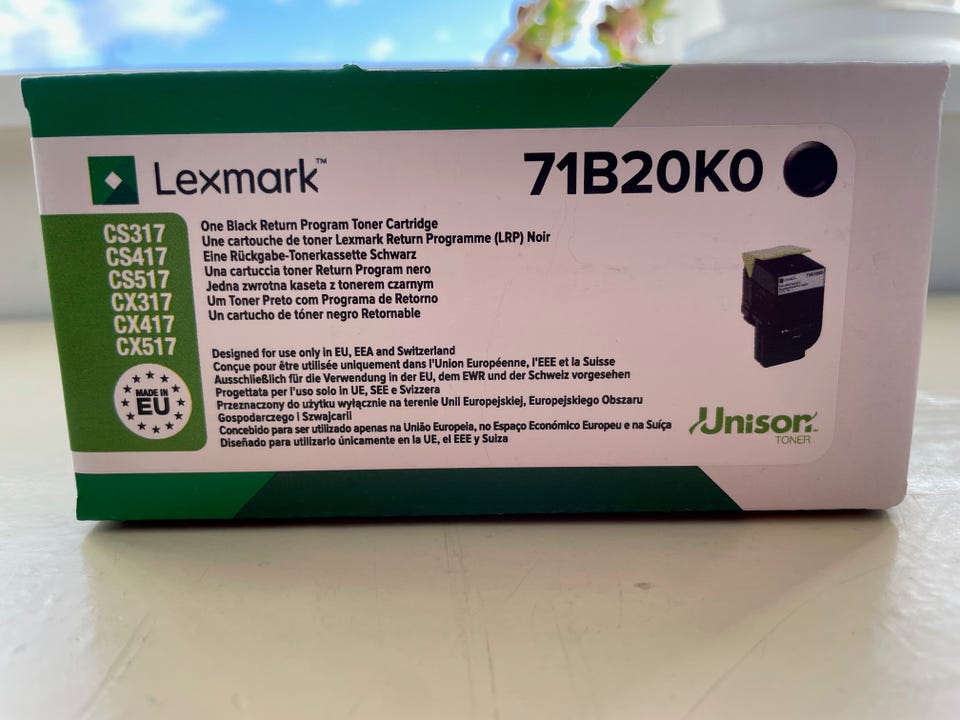 Lexmark™
71B20K0
CS317
CS417
CS517
CX317
CX417
CX517
MADE IN
EU
One Black Return Program Toner Cartridge
Une cartouche de toner Lexmark Return Programme (LRP) Noir
Eine Rückgabe-Tonerkassette Schwarz
Una cartuccia toner Return Program nero
Jedna zwrotna kaseta z tonerem czarnym
Um Toner Preto com Programa de Retorno
Un cartucho de tóner negro Retornable
Designed for use only in EU, EEA and Switzerland
Conçue pour être utilisée uniquement dans l'Union Européenne, l'EEE et la Suisse
Ausschließlich für die Verwendung in der EU, dem EWR und der Schweiz vorgesehen
Progettata per l'uso solo in UE, SEE e Svizzera
Przeznaczony do użytku wyłącznie na terenie Unii Europejskiej, Europejskiego Obszaru
Gospodarczego i Szwajcarii
Concebido para ser utilizado apenas na União Europeia, no Espaço Económico Europeu e na Suíça
Diseñado para utilizarlo únicamente en la UE, el EEE y Suiza
Unison™
TONER